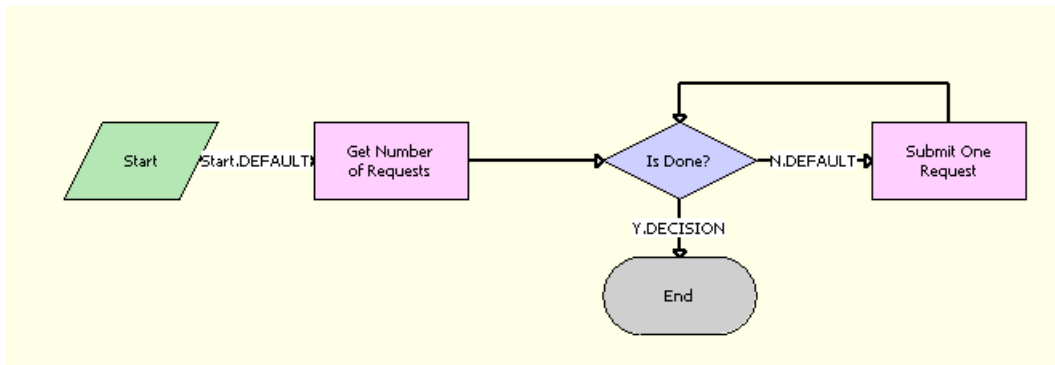 Start
Start.DEFAULT
Get Number
of Requests
Is Done?
N.DEFAULT
Submit One
Request
Y.DECISION
End